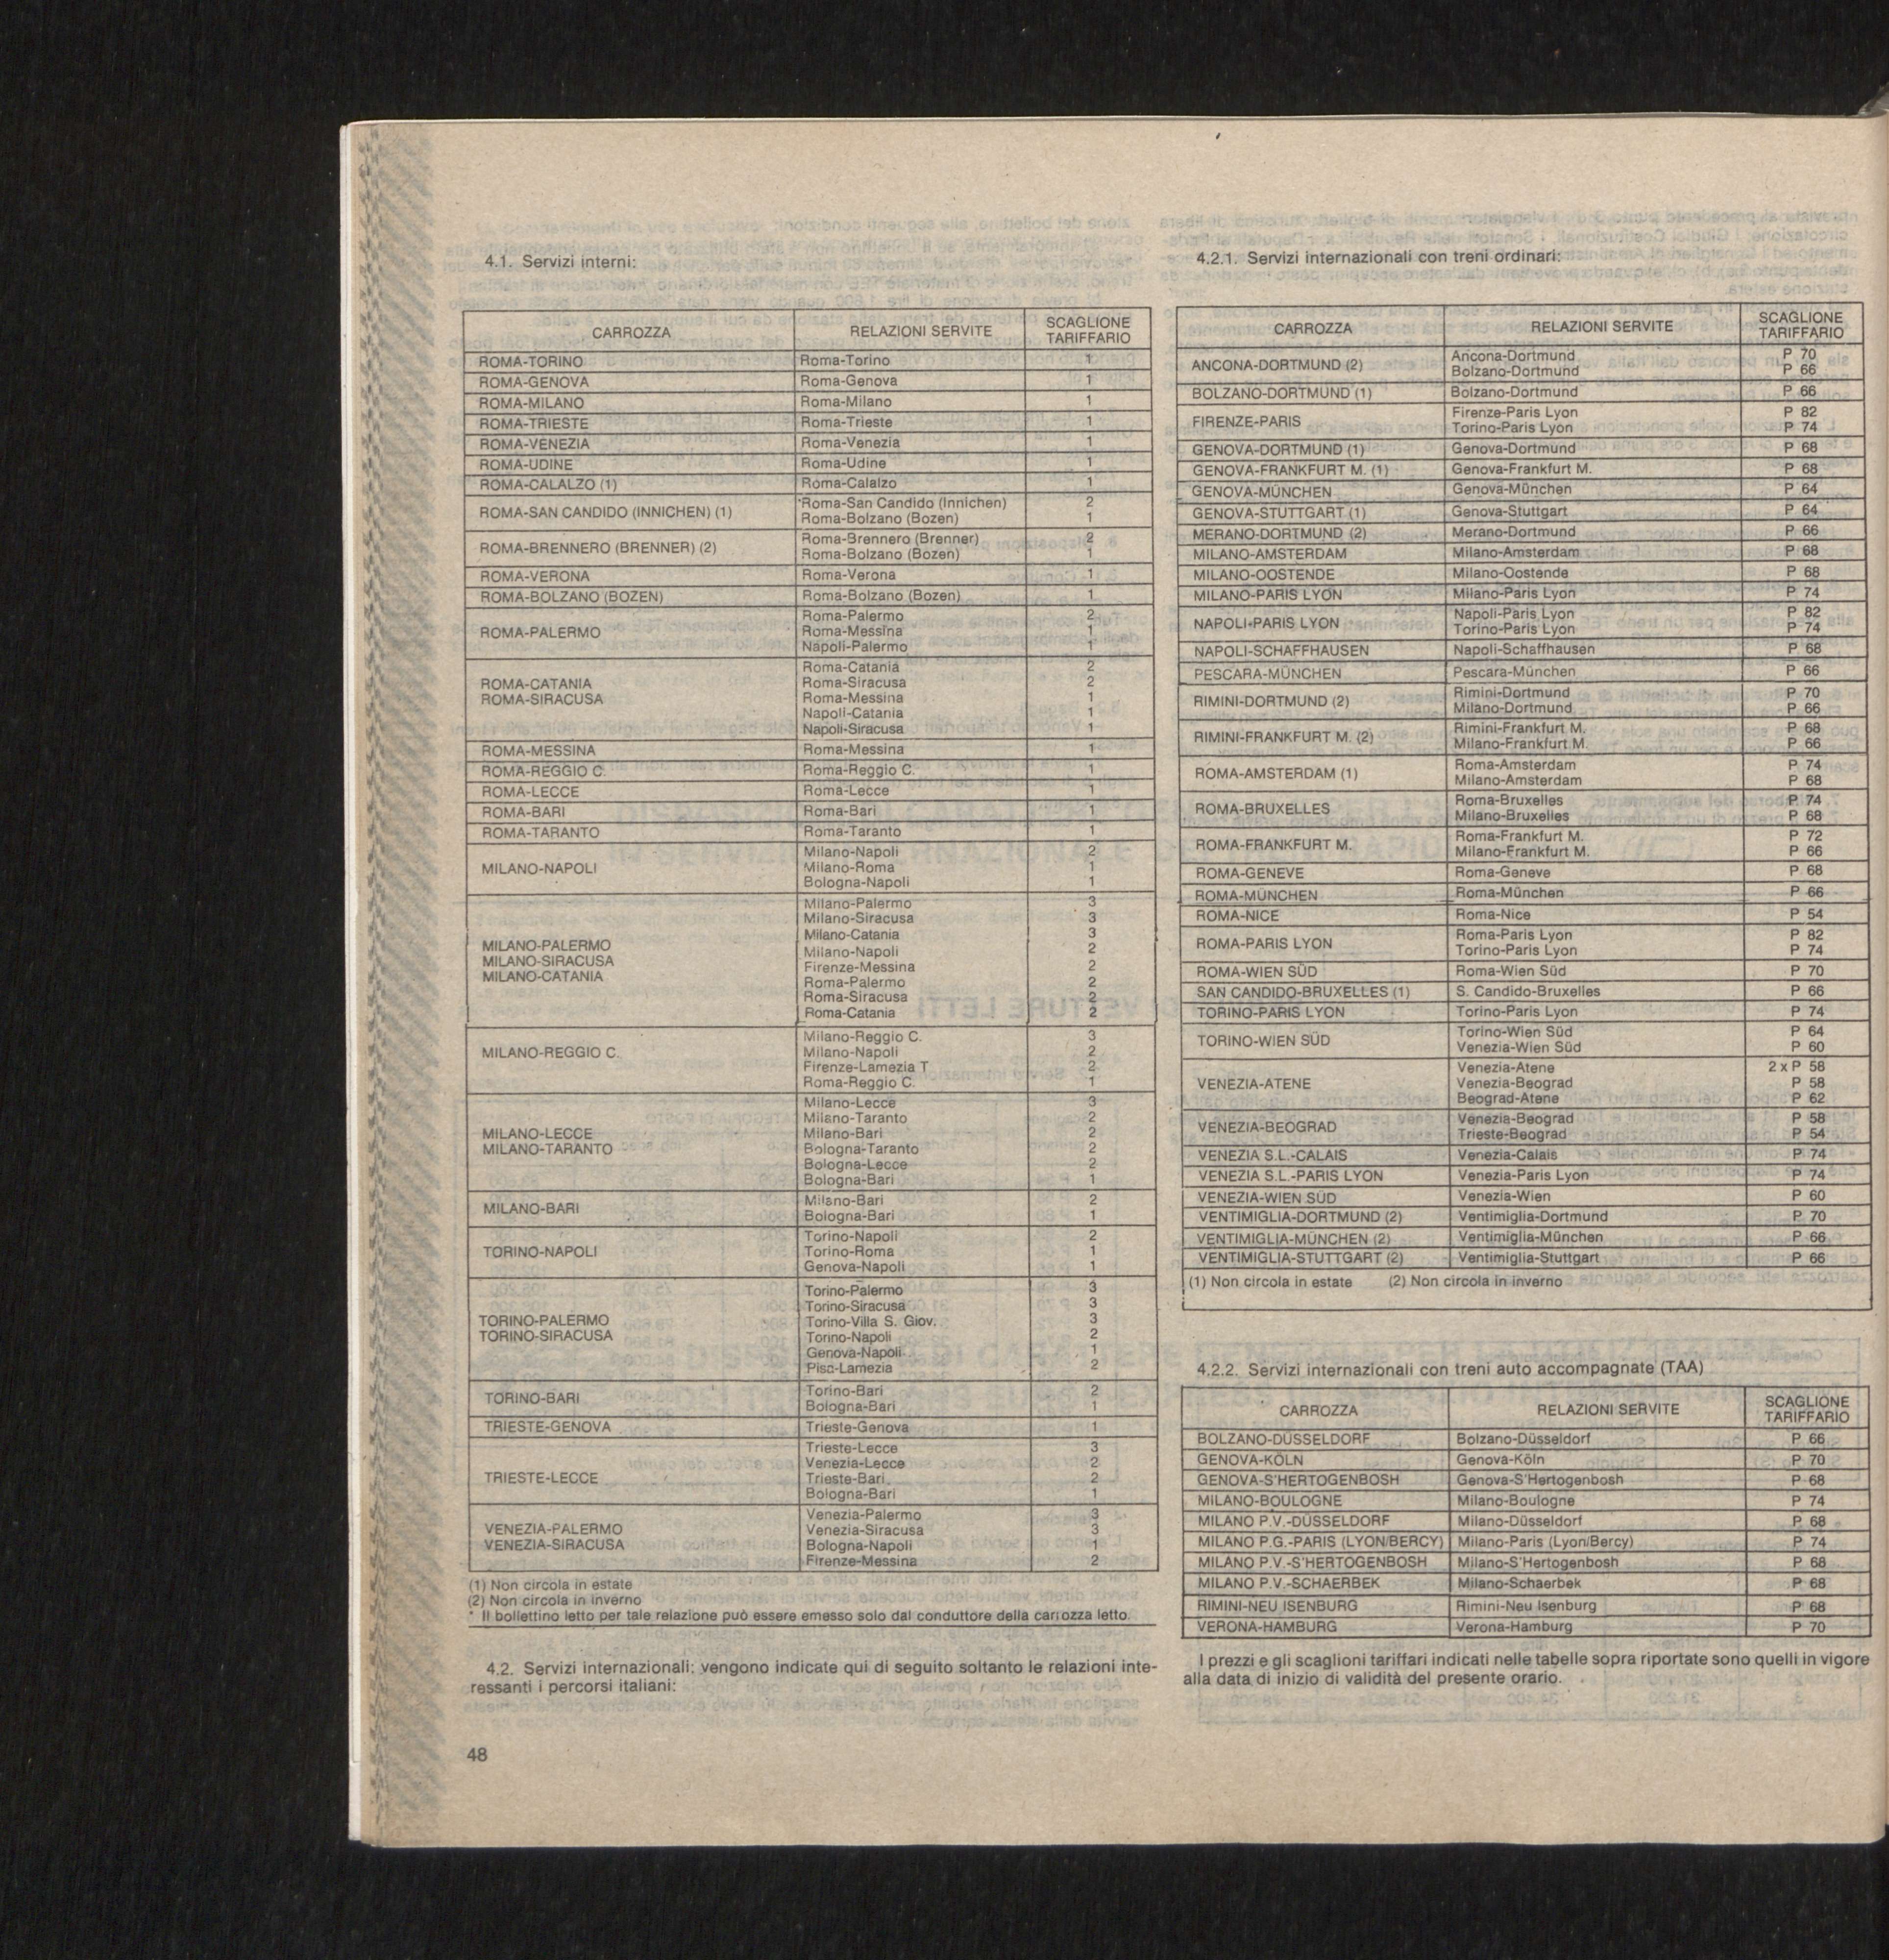 4.1. Servizi interni:
CARROZZA RELAZIONI SERVITE SCAGLIONE TARIFFARIO
ROMA-TORINO Roma-Torino 1
ROMA-GENOVA Roma-Genova 1
ROMA-MILANO Roma-Milano 1
ROMA-TRIESTE Roma-Trieste 1
ROMA-VENEZIA Roma-Venezia 1
ROMA-UDINE Roma-Udine 1
ROMA-CALALZO (1) Roma-Calalzo 1
ROMA-SAN CANDIDO (INNICHEN) (1) *Roma-San Candido (Innichen) 2
Roma-Bolzano (Bozen) 1
ROMA-BRENNERO (BRENNER) (2) Roma-Brennero (Brenner) 2
Roma-Bolzano (Bozen) 1
ROMA-VERONA Roma-Verona 1
ROMA-BOLZANO (BOZEN) Roma-Bolzano (Bozen) 1
ROMA-PALERMO Roma-Palermo 2
Roma-Messina 1
Napoli-Palermo 1
ROMA-CATANIA
ROMA-SIRACUSA
Roma-Catania 2
Roma-Siracusa 2
Roma-Messina 1
Napoli-Catania 1
Napoli-Siracusa 1
ROMA-MESSINA Roma-Messina 1
ROMA-REGGIO C. Roma-Reggio C. 1
ROMA-LECCE Roma-Lecce 1
ROMA-BARI Roma-Bari 1
ROMA-TARANTO Roma-Taranto 1
MILANO-NAPOLI Milano-Napoli 2
Milano-Roma 1
Bologna-Napoli 1
MILANO-PALERMO
MILANO-SIRACUSA
MILANO-CATANIA
Milano-Palermo 3
Milano-Siracusa 3
Milano-Catania 3
Milano-Napoli 2
Firenze-Messina 2
Roma-Palermo 2
Roma-Siracusa 2
Roma-Catania 2
MILANO-REGGIO C. Milano-Reggio C. 3
Milano-Napoli 2
Firenze-Lamezia T 2
Roma-Reggio C. 1
MILANO-LECCE
MILANO-TARANTO
Milano-Lecce 3
Milano-Taranto 2
Milano-Bari 2
Bologna-Taranto 2
Bologna-Lecce 2
Bologna-Bari 1
MILANO-BARI Milano-Bari 2
Bologna-Bari 1
TORINO-NAPOLI Torino-Napoli 2
Torino-Roma 1
Genova-Napoli 1
TORINO-PALERMO
TORINO-SIRACUSA
Torino-Palermo 3
Torino-Siracusa 3
Torino-Villa S. Giov. 3
Torino-Napoli 2
Genova-Napoli 1
Pisa-Lamezia 2
TORINO-BARI Torino-Bari 2
Bologna-Bari 1
TRIESTE-GENOVA Trieste-Genova 1
TRIESTE-LECCE Trieste-Lecce 3
Venezia-Lecce 2
Trieste-Bari 2
Bologna-Bari 1
VENEZIA-PALERMO
VENEZIA-SIRACUSA
Venezia-Palermo 3
Venezia-Siracusa 3
Bologna-Napoli 1
Firenze-Messina 2
(1) Non circola in estate
(2) Non circola in inverno
* Il bollettino letto per tale relazione può essere emesso solo dal conduttore della carrozza letto.
4.2. Servizi internazionali: vengono indicate qui di seguito soltanto le relazioni inte-
ressanti i percorsi italiani:
48
4.2.1. Servizi internazionali con treni ordinari:
CARROZZA RELAZIONI SERVITE SCAGLIONE TARIFFARIO
ANCONA-DORTMUND (2) Ancona-Dortmund P 70
Bolzano-Dortmund P 66
BOLZANO-DORTMUND (1) Bolzano-Dortmund P 66
FIRENZE-PARIS Firenze-Paris Lyon P 82
Torino-Paris Lyon P 74
GENOVA-DORTMUND (1) Genova-Dortmund P 68
GENOVA-FRANKFURT M. (1) Genova-Frankfurt M. P 68
GENOVA-MÜNCHEN Genova-München P 64
GENOVA-STUTTGART (1) Genova-Stuttgart P 64
MERANO-DORTMUND (2) Merano-Dortmund P 66
MILANO-AMSTERDAM Milano-Amsterdam P 68
MILANO-OOSTENDE Milano-Oostende P 68
MILANO-PARIS LYON Milano-Paris Lyon P 74
NAPOLI-PARIS LYON Napoli-Paris Lyon P 82
Torino-Paris Lyon P 74
NAPOLI-SCHAFFHAUSEN Napoli-Schaffhausen P 68
PESCARA-MÜNCHEN Pescara-München P 66
RIMINI-DORTMUND (2) Rimini-Dortmund P 70
Milano-Dortmund P 66
RIMINI-FRANKFURT M. (2) Rimini-Frankfurt M. P 68
Milano-Frankfurt M. P 66
ROMA-AMSTERDAM (1) Roma-Amsterdam P 74
Milano-Amsterdam P 68
ROMA-BRUXELLES Roma-Bruxelles P 74
Milano-Bruxelles P 68
ROMA-FRANKFURT M. Roma-Frankfurt M. P 72
Milano-Frankfurt M. P 66
ROMA-GENEVE Roma-Geneve P 68
ROMA-MÜNCHEN Roma-München P 66
ROMA-NICE Roma-Nice P 54
ROMA-PARIS LYON Roma-Paris Lyon P 82
Torino-Paris Lyon P 74
ROMA-WIEN SÜD Roma-Wien Süd P 70
SAN CANDIDO-BRUXELLES (1) S. Candido-Bruxelles P 66
TORINO-PARIS LYON Torino-Paris Lyon P 74
TORINO-WIEN SÜD Torino-Wien Süd P 64
Venezia-Wien Süd P 60
VENEZIA-ATENE Venezia-Atene 2 x P 58
Venezia-Beograd P 58
Beograd-Atene P 62
VENEZIA-BEOGRAD Venezia-Beograd P 58
Trieste-Beograd P 54
VENEZIA S.L.-CALAIS Venezia-Calais P 74
VENEZIA S.L.-PARIS LYON Venezia-Paris Lyon P 74
VENEZIA-WIEN SÜD Venezia-Wien P 60
VENTIMIGLIA-DORTMUND (2) Ventimiglia-Dortmund P 70
VENTIMIGLIA-MÜNCHEN (2) Ventimiglia-München P 66
VENTIMIGLIA-STUTTGART (2) Ventimiglia-Stuttgart P 66
(1) Non circola in estate (2) Non circola in inverno
4.2.2. Servizi internazionali con treni auto accompagnate (TAA)
CARROZZA RELAZIONI SERVITE SCAGLIONE TARIFFARIO
BOLZANO-DÜSSELDORF Bolzano-Düsseldorf P 66
GENOVA-KÖLN Genova-Köln P 70
GENOVA-S'HERTOGENBOSH Genova-S'Hertogenbosh P 68
MILANO-BOULOGNE Milano-Boulogne P 74
MILANO P.V.-DÜSSELDORF Milano-Düsseldorf P 68
MILANO P.G.-PARIS (LYON/BERCY) Milano-Paris (Lyon/Bercy) P 74
MILANO P.V.-S'HERTOGENBOSH Milano-S'Hertogenbosh P 68
MILANO P.V.-SCHAERBEK Milano-Schaerbek P 68
RIMINI-NEU ISENBURG Rimini-Neu Isenburg P 68
VERONA-HAMBURG Verona-Hamburg P 70
I prezzi e gli scaglioni tariffari indicati nelle tabelle sopra riportate sono quelli in vigore
alla data di inizio di validità del presente orario.